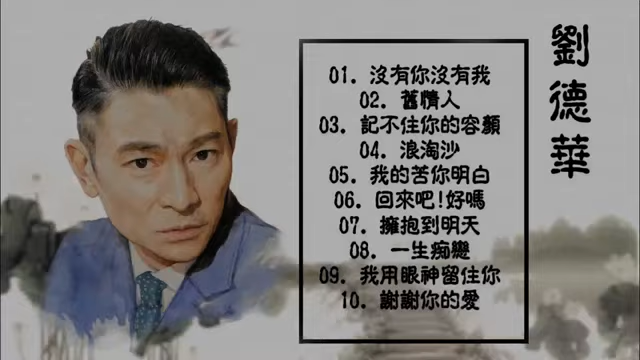 劉德華
01. 沒有你沒有我
02. 舊情人
03. 記不住你的容顏
04. 浪淘沙
05. 我的苦你明白
06. 回來吧!好嗎
07. 擁抱到明天
08. 一生痴戀
09. 我用眼神留住你
10. 謝謝你的愛